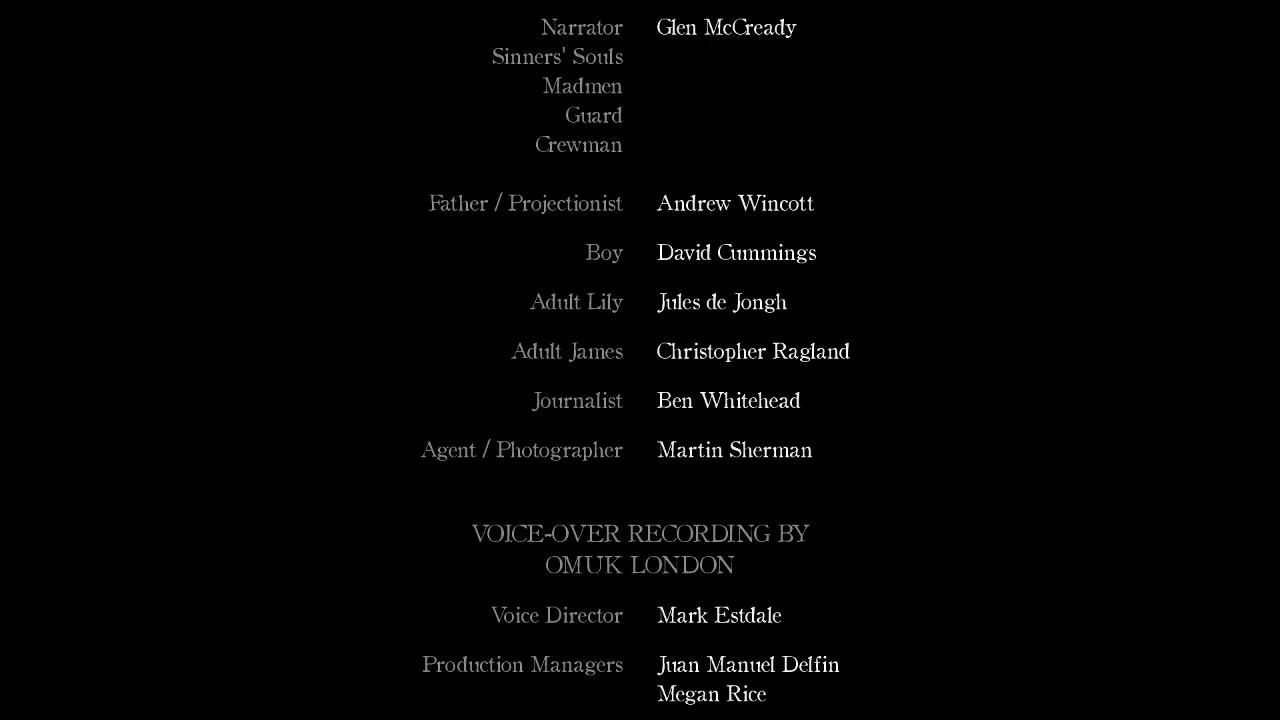 Narrator Glen McCready
Sinners' Souls
Madmen
Guard
Crewman
Father / Projectionist Andrew Wincott
Boy David Cummings
Adult Lily Jules de Jongh
Adult James Christopher Ragland
Journalist Ben Whitehead
Agent / Photographer Martin Sherman
VOICE-OVER RECORDING BY
OMUK LONDON
Voice Director Mark Estdale
Production Managers Juan Manuel Delfin
Megan Rice